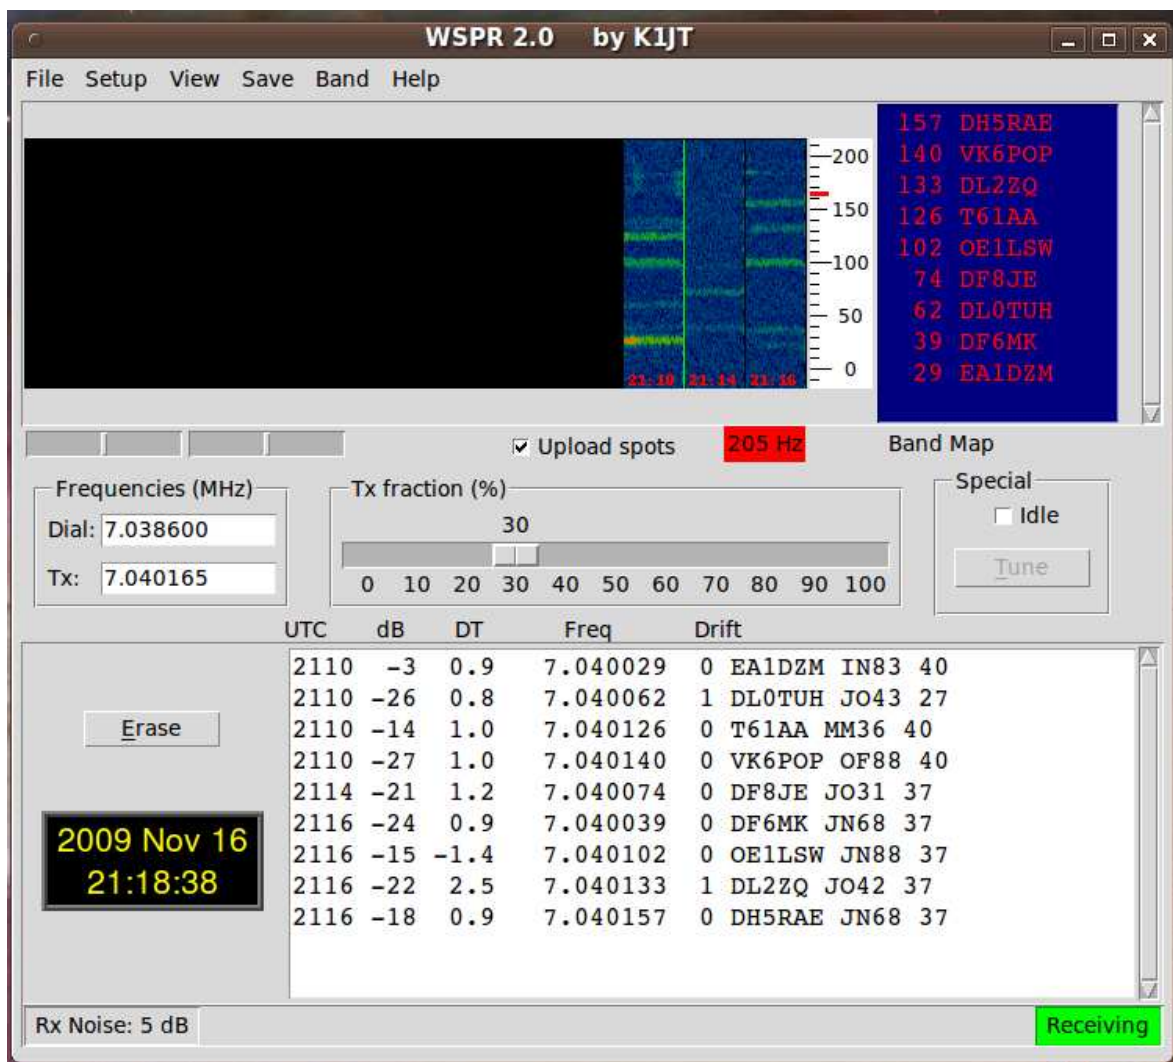 WSPR 2.0 by K1JT
File Setup View Save Band Help
157 DH5RAE
140 VK6POP
133 DL2ZQ
126 T61AA
102 OE1LSW
74 DF8JE
62 DL0TUH
39 DF6MK
29 EA1DZM
200
150
100
50
0
21:10 21:14 21:16
Upload spots 205 Hz Band Map
Frequencies (MHz)
Dial: 7.038600
Tx: 7.040165
Tx fraction (%)
30
0 10 20 30 40 50 60 70 80 90 100
Special
Idle
Tune
UTC dB DT Freq Drift
2110 -3 0.9 7.040029 0 EA1DZM IN83 40
2110 -26 0.8 7.040062 1 DL0TUH JO43 27
2110 -14 1.0 7.040126 0 T61AA MM36 40
2110 -27 1.0 7.040140 0 VK6POP OF88 40
2114 -21 1.2 7.040074 0 DF8JE JO31 37
2116 -24 0.9 7.040039 0 DF6MK JN68 37
2116 -15 -1.4 7.040102 0 OE1LSW JN88 37
2116 -22 2.5 7.040133 1 DL2ZQ JO42 37
2116 -18 0.9 7.040157 0 DH5RAE JN68 37
Erase
2009 Nov 16
21:18:38
Rx Noise: 5 dB
Receiving